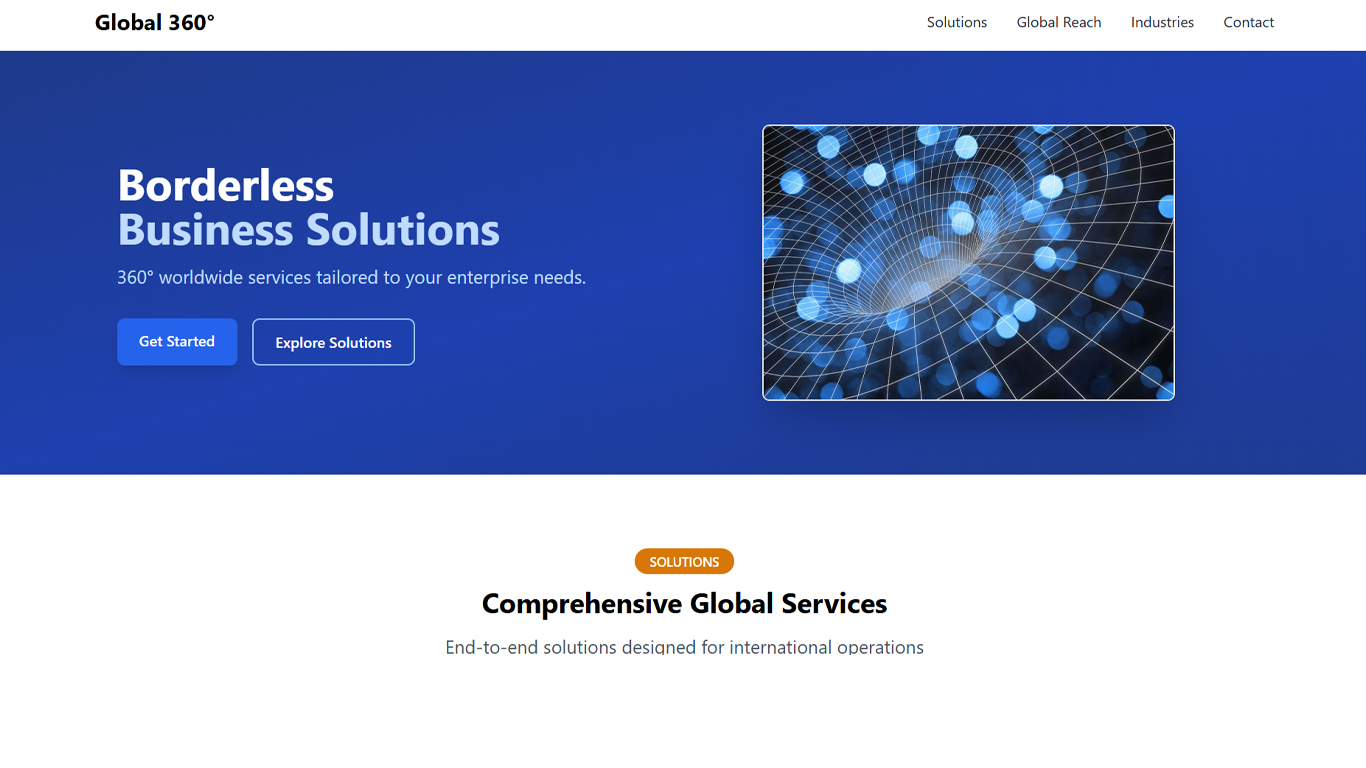 Global 360°
Solutions
Global Reach
Industries
Contact
Borderless
Business Solutions
360° worldwide services tailored to your enterprise needs.
Get Started
Explore Solutions
SOLUTIONS
Comprehensive Global Services
End-to-end solutions designed for international operations